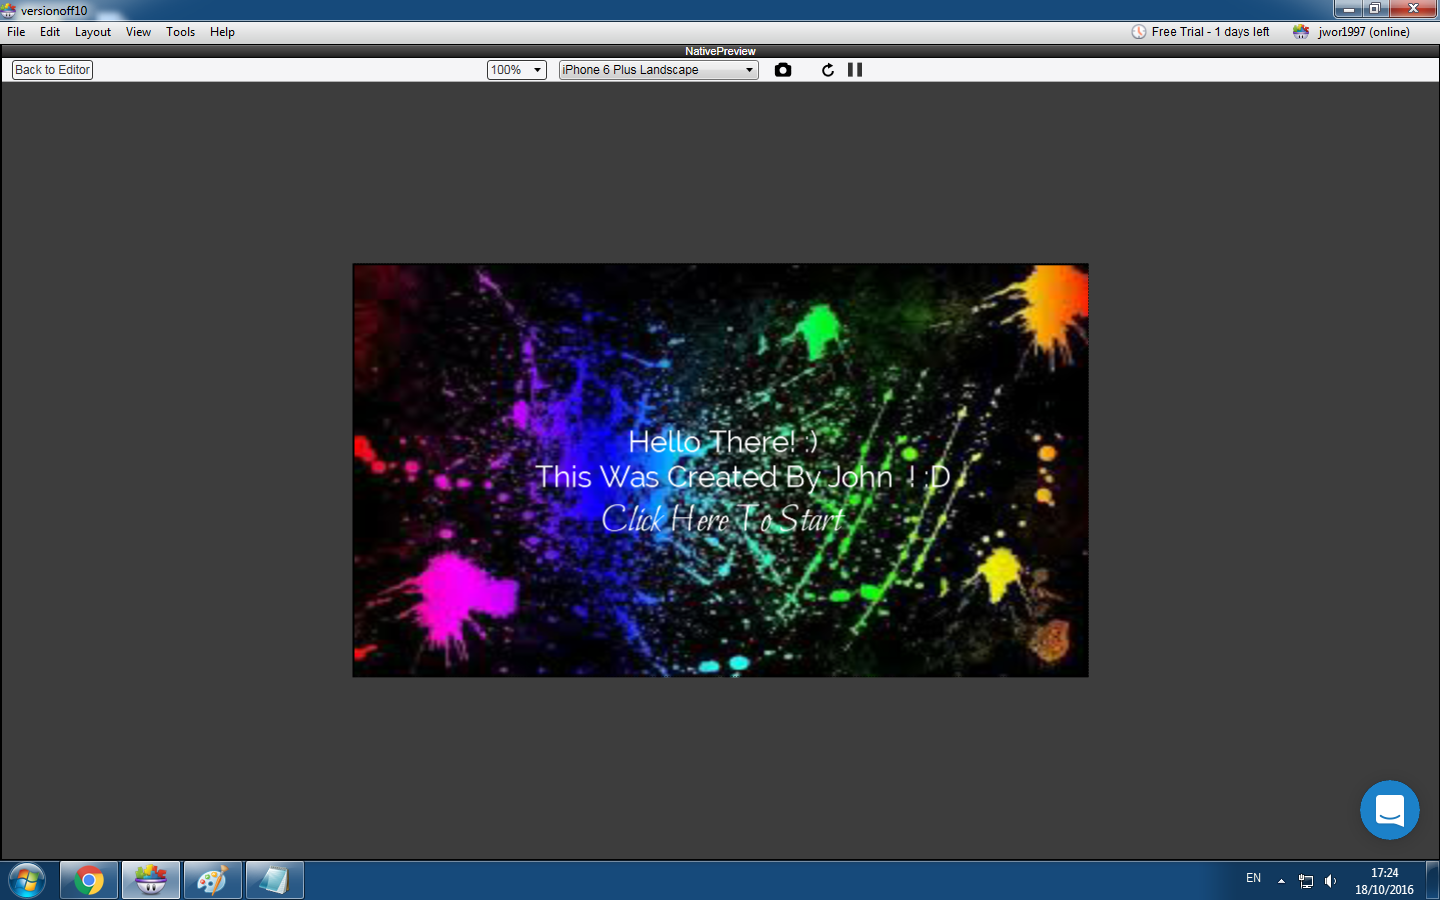 versionoff10
File Edit Layout View Tools Help Free Trial - 1 days left jwor1997 (online)
NativePreview
Back to Editor 100% iPhone 6 Plus Landscape
Hello There! :)
This Was Created By John ! :D
Click Here To Start
EN 17:24
18/10/2016